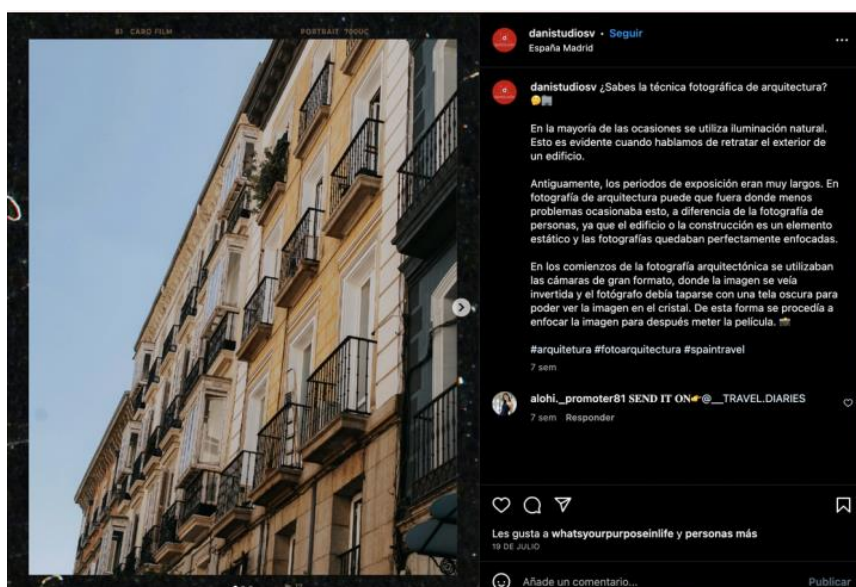 81 CARO FILM
PORTRAIT 700UC
danistudiosv • Seguir
España Madrid
danistudiosv ¿Sabes la técnica fotográfica de arquitectura?
🤔🏢
En la mayoría de las ocasiones se utiliza iluminación natural.
Esto es evidente cuando hablamos de retratar el exterior de
un edificio.
Antiguamente, los periodos de exposición eran muy largos. En
fotografía de arquitectura puede que fuera donde menos
problemas ocasionaba esto, a diferencia de la fotografía de
personas, ya que el edificio o la construcción es un elemento
estático y las fotografías quedaban perfectamente enfocadas.
En los comienzos de la fotografía arquitectónica se utilizaban
las cámaras de gran formato, donde la imagen se veía
invertida y el fotógrafo debía taparse con una tela oscura para
poder ver la imagen en el cristal. De esta forma se procedía a
enfocar la imagen para después meter la película. 📸
#arquitetura #fotoarquitectura #spaintravel
7 sem
alohi._promoter81 𝐒𝐄𝐍𝐃 𝐈𝐓 𝐎𝐍👉@__TRAVEL.DIARIES
7 sem Responder
Les gusta a whatsyourpurposeinlife y personas más
19 DE JULIO
Añade un comentario...
Publicar